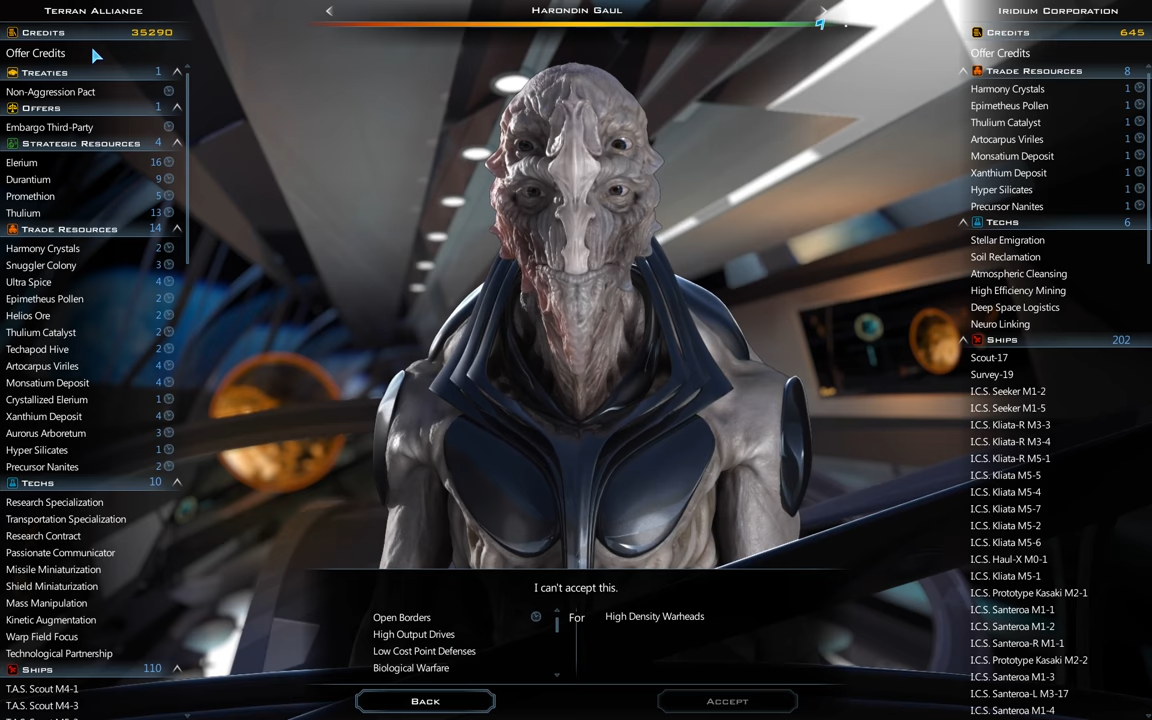 TERRAN ALLIANCE
CREDITS 35290
Offer Credits
TREATIES 1
Non-Aggression Pact
OFFERS 1
Embargo Third-Party
STRATEGIC RESOURCES 4
Elerium 16
Durantium 9
Promethion 5
Thulium 13
TRADE RESOURCES 14
Harmony Crystals 2
Snuggler Colony 3
Ultra Spice 4
Epimetheus Pollen 2
Helios Ore 2
Thulium Catalyst 2
Techapod Hive 2
Artocarpus Viriles 4
Monsatium Deposit 4
Crystallized Elerium 1
Xanthium Deposit 4
Aurorus Arboretum 3
Hyper Silicates 1
Precursor Nanites 2
TECHS 10
Research Specialization
Transportation Specialization
Research Contract
Passionate Communicator
Missile Miniaturization
Shield Miniaturization
Mass Manipulation
Kinetic Augmentation
Warp Field Focus
Technological Partnership
SHIPS 110
T.A.S. Scout M4-1
T.A.S. Scout M4-3
HARONDIN GAUL
I can't accept this.
Open Borders
High Output Drives
Low Cost Point Defenses
Biological Warfare
For
High Density Warheads
BACK
ACCEPT
IRIDIUM CORPORATION
CREDITS 645
Offer Credits
TRADE RESOURCES 8
Harmony Crystals 1
Epimetheus Pollen 1
Thulium Catalyst 1
Artocarpus Viriles 1
Monsatium Deposit 1
Xanthium Deposit 1
Hyper Silicates 1
Precursor Nanites 1
TECHS 6
Stellar Emigration
Soil Reclamation
Atmospheric Cleansing
High Efficiency Mining
Deep Space Logistics
Neuro Linking
SHIPS 202
Scout-17
Survey-19
I.C.S. Seeker M1-2
I.C.S. Seeker M1-5
I.C.S. Kliata-R M3-3
I.C.S. Kliata-R M3-4
I.C.S. Kliata-R M5-1
I.C.S. Kliata M5-5
I.C.S. Kliata M5-4
I.C.S. Kliata M5-7
I.C.S. Kliata M5-2
I.C.S. Kliata M5-6
I.C.S. Haul-X M0-1
I.C.S. Kliata M5-1
I.C.S. Prototype Kasaki M2-1
I.C.S. Santeroa M1-1
I.C.S. Santeroa M1-2
I.C.S. Santeroa-R M1-1
I.C.S. Prototype Kasaki M2-2
I.C.S. Santeroa M1-3
I.C.S. Santeroa-L M3-17
I.C.S. Santeroa M1-4